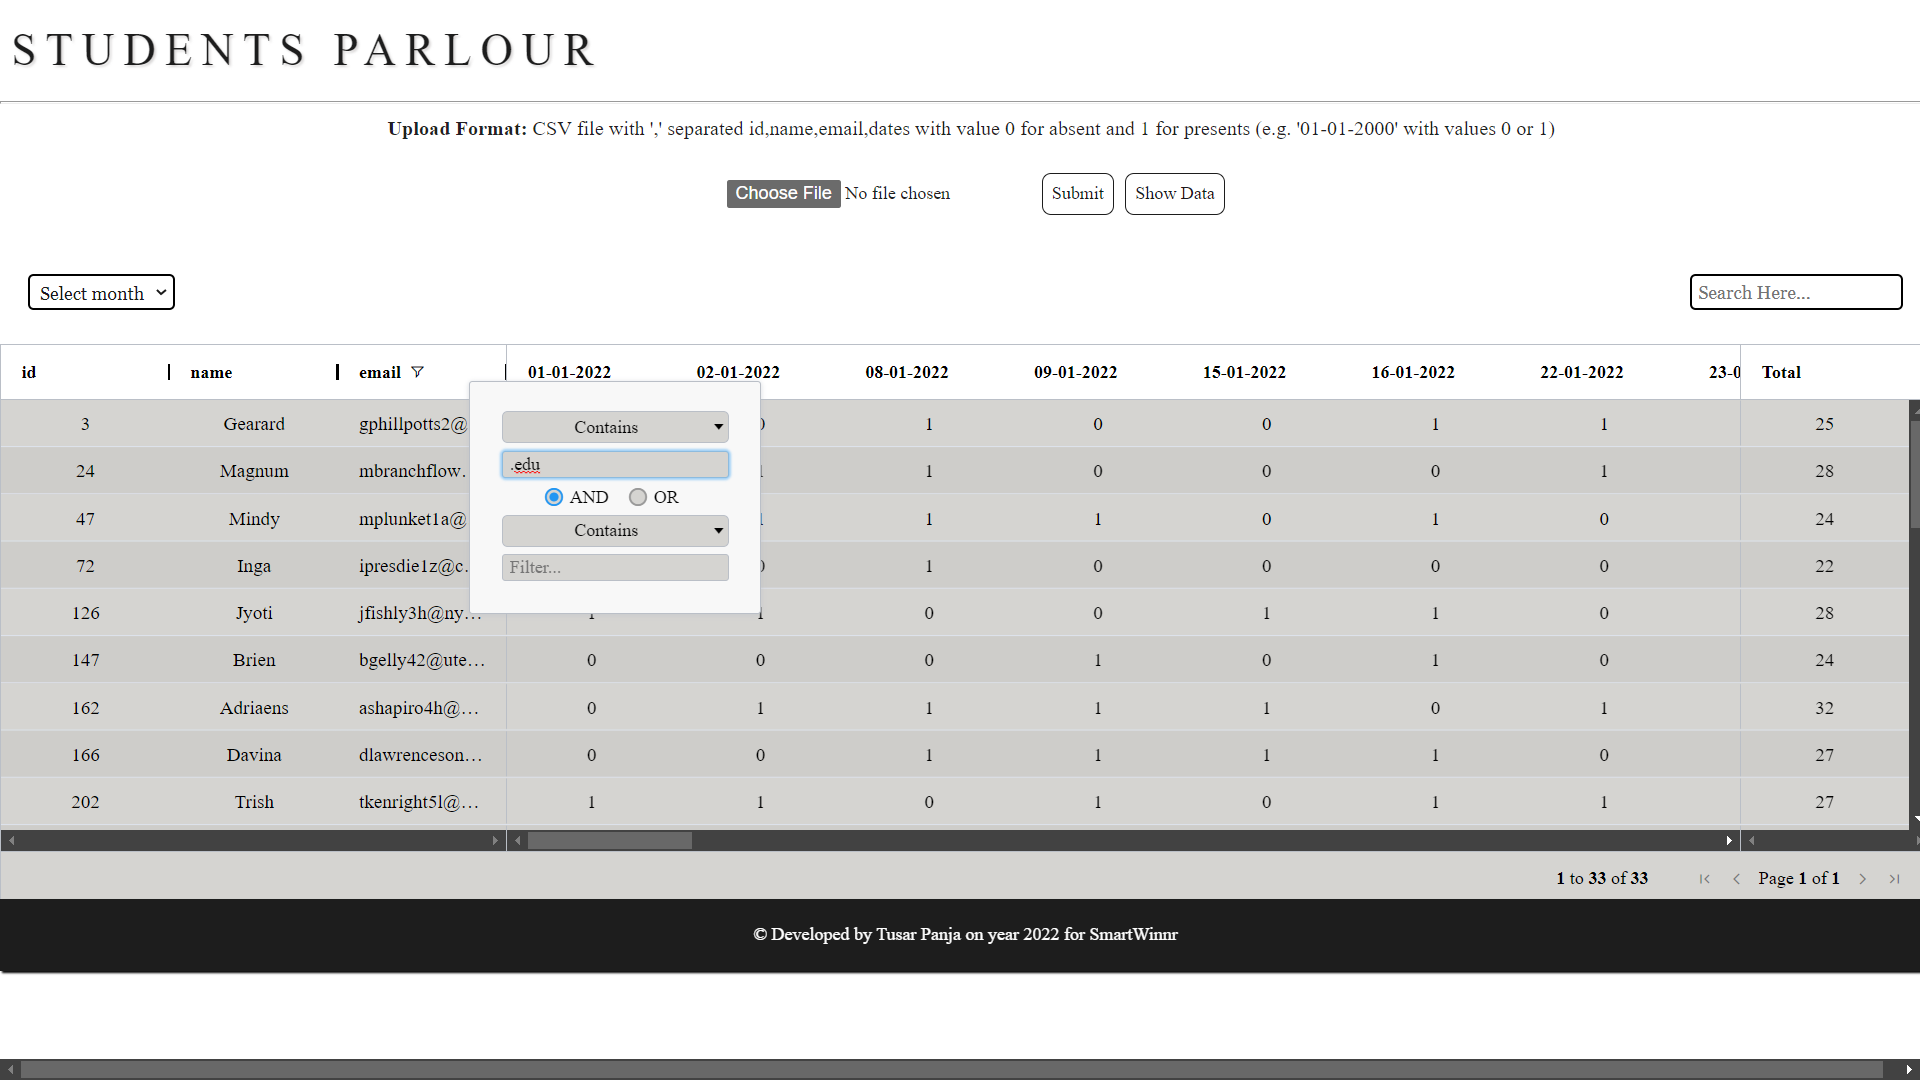 STUDENTS PARLOUR
Upload Format: CSV file with ',' separated id,name,email,dates with value 0 for absent and 1 for presents (e.g. '01-01-2000' with values 0 or 1)
Choose File No file chosen Submit Show Data
Select month Search Here...
id name email 01-01-2022 02-01-2022 08-01-2022 09-01-2022 15-01-2022 16-01-2022 22-01-2022 23-0 Total
Contains
.edu
AND OR
Contains
Filter...
3 Gearard gphillpotts2@ 1 0 0 1 1 25
24 Magnum mbranchflow. 1 0 0 0 1 28
47 Mindy mplunket1a@ 1 1 0 1 0 24
72 Inga ipresdie1z@c. 1 0 0 0 0 22
126 Jyoti jfishly3h@ny... 1 1 0 0 1 1 0 28
147 Brien bgelly42@ute... 0 0 0 1 0 1 0 24
162 Adriaens ashapiro4h@... 0 1 1 1 1 0 1 32
166 Davina dlawrenceson... 0 0 1 1 1 1 0 27
202 Trish tkenright5l@... 1 1 0 1 0 1 1 27
1 to 33 of 33 Page 1 of 1
© Developed by Tusar Panja on year 2022 for SmartWinnr